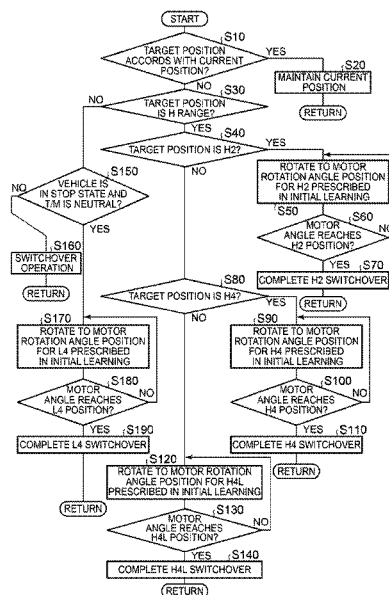 START
S10
TARGET POSITION
ACCORDS WITH CURRENT
POSITION?
YES
NO
S20
MAINTAIN CURRENT
POSITION
RETURN
S30
TARGET
POSITION
IS H RANGE?
NO
YES
S40
TARGET POSITION IS H2?
YES
NO
ROTATE TO MOTOR
ROTATION ANGLE POSITION
FOR H2 PRESCRIBED
IN INITIAL LEARNING
S50
S60
MOTOR
ANGLE REACHES
H2 POSITION?
NO
YES
S70
COMPLETE H2 SWITCHOVER
RETURN
S150
VEHICLE IS
IN STOP STATE AND
T/M IS NEUTRAL?
NO
YES
S160
SWITCHOVER
OPERATION
RETURN
S80
TARGET POSITION IS H4?
YES
NO
S170
ROTATE TO MOTOR
ROTATION ANGLE POSITION
FOR L4 PRESCRIBED
IN INITIAL LEARNING
S180
MOTOR
ANGLE REACHES
L4 POSITION?
NO
YES
S190
COMPLETE L4 SWITCHOVER
RETURN
S90
ROTATE TO MOTOR
ROTATION ANGLE POSITION
FOR H4 PRESCRIBED
IN INITIAL LEARNING
S100
MOTOR
ANGLE REACHES
H4 POSITION?
NO
YES
S110
COMPLETE H4 SWITCHOVER
RETURN
S120
ROTATE TO MOTOR ROTATION
ANGLE POSITION FOR H4L
PRESCRIBED IN INITIAL LEARNING
S130
MOTOR
ANGLE REACHES
H4L POSITION?
NO
YES
S140
COMPLETE H4L SWITCHOVER
RETURN